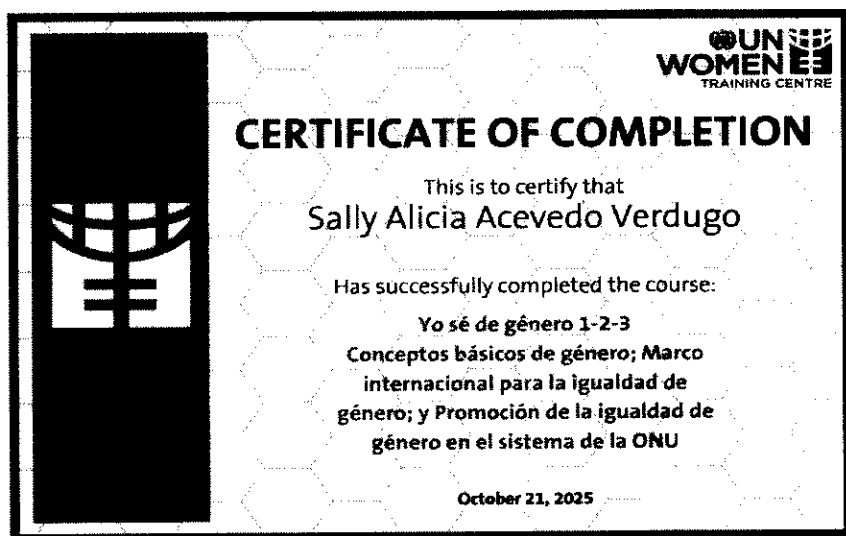 UN
WOMEN
TRAINING CENTRE
CERTIFICATE OF COMPLETION
This is to certify that
Sally Alicia Acevedo Verdugo
Has successfully completed the course:
Yo sé de género 1-2-3
Conceptos básicos de género; Marco
internacional para la igualdad de
género; y Promoción de la igualdad de
género en el sistema de la ONU
October 21, 2025